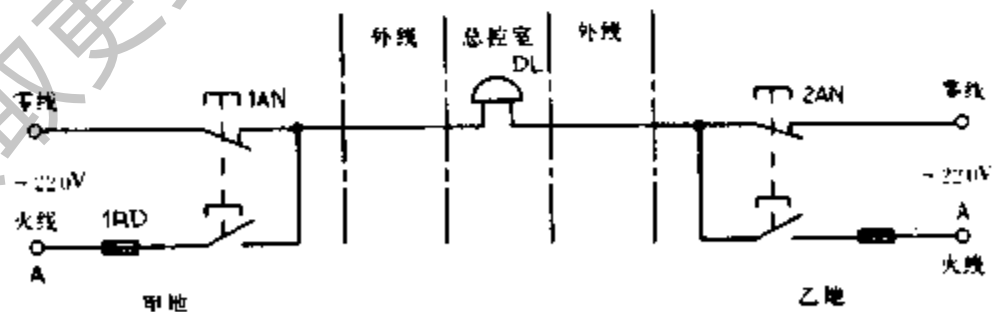 外线
总控室
外线
DL
零线
1AN
2AN
零线
~220V
~220V
火线
1RD
A
A
火线
甲地
乙地